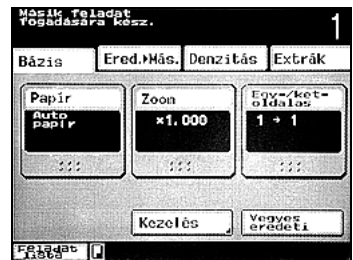 Másik feladat
fogadására kész.
1
Bázis
Ered.▸Más.
Denzitás
Extrák
Papír
Auto
papír
Zoom
×1.000
Egy-/két-
oldalas
1 → 1
Kezelés
Vegyes
eredeti
Feladat
lista